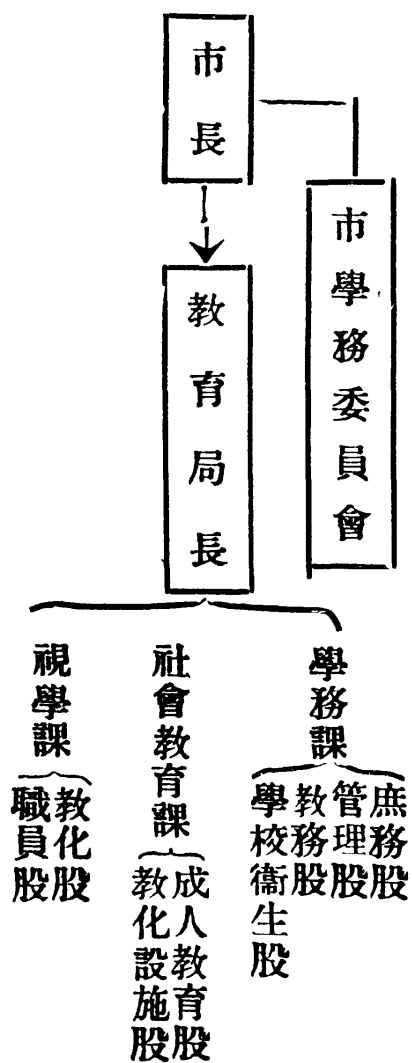 市長
市學務委員會
教育局長
學務課
庶務股
管理股
教務股
學校衞生股
社會教育課
成人教育股
教化設施股
視學課
教化股
職員股